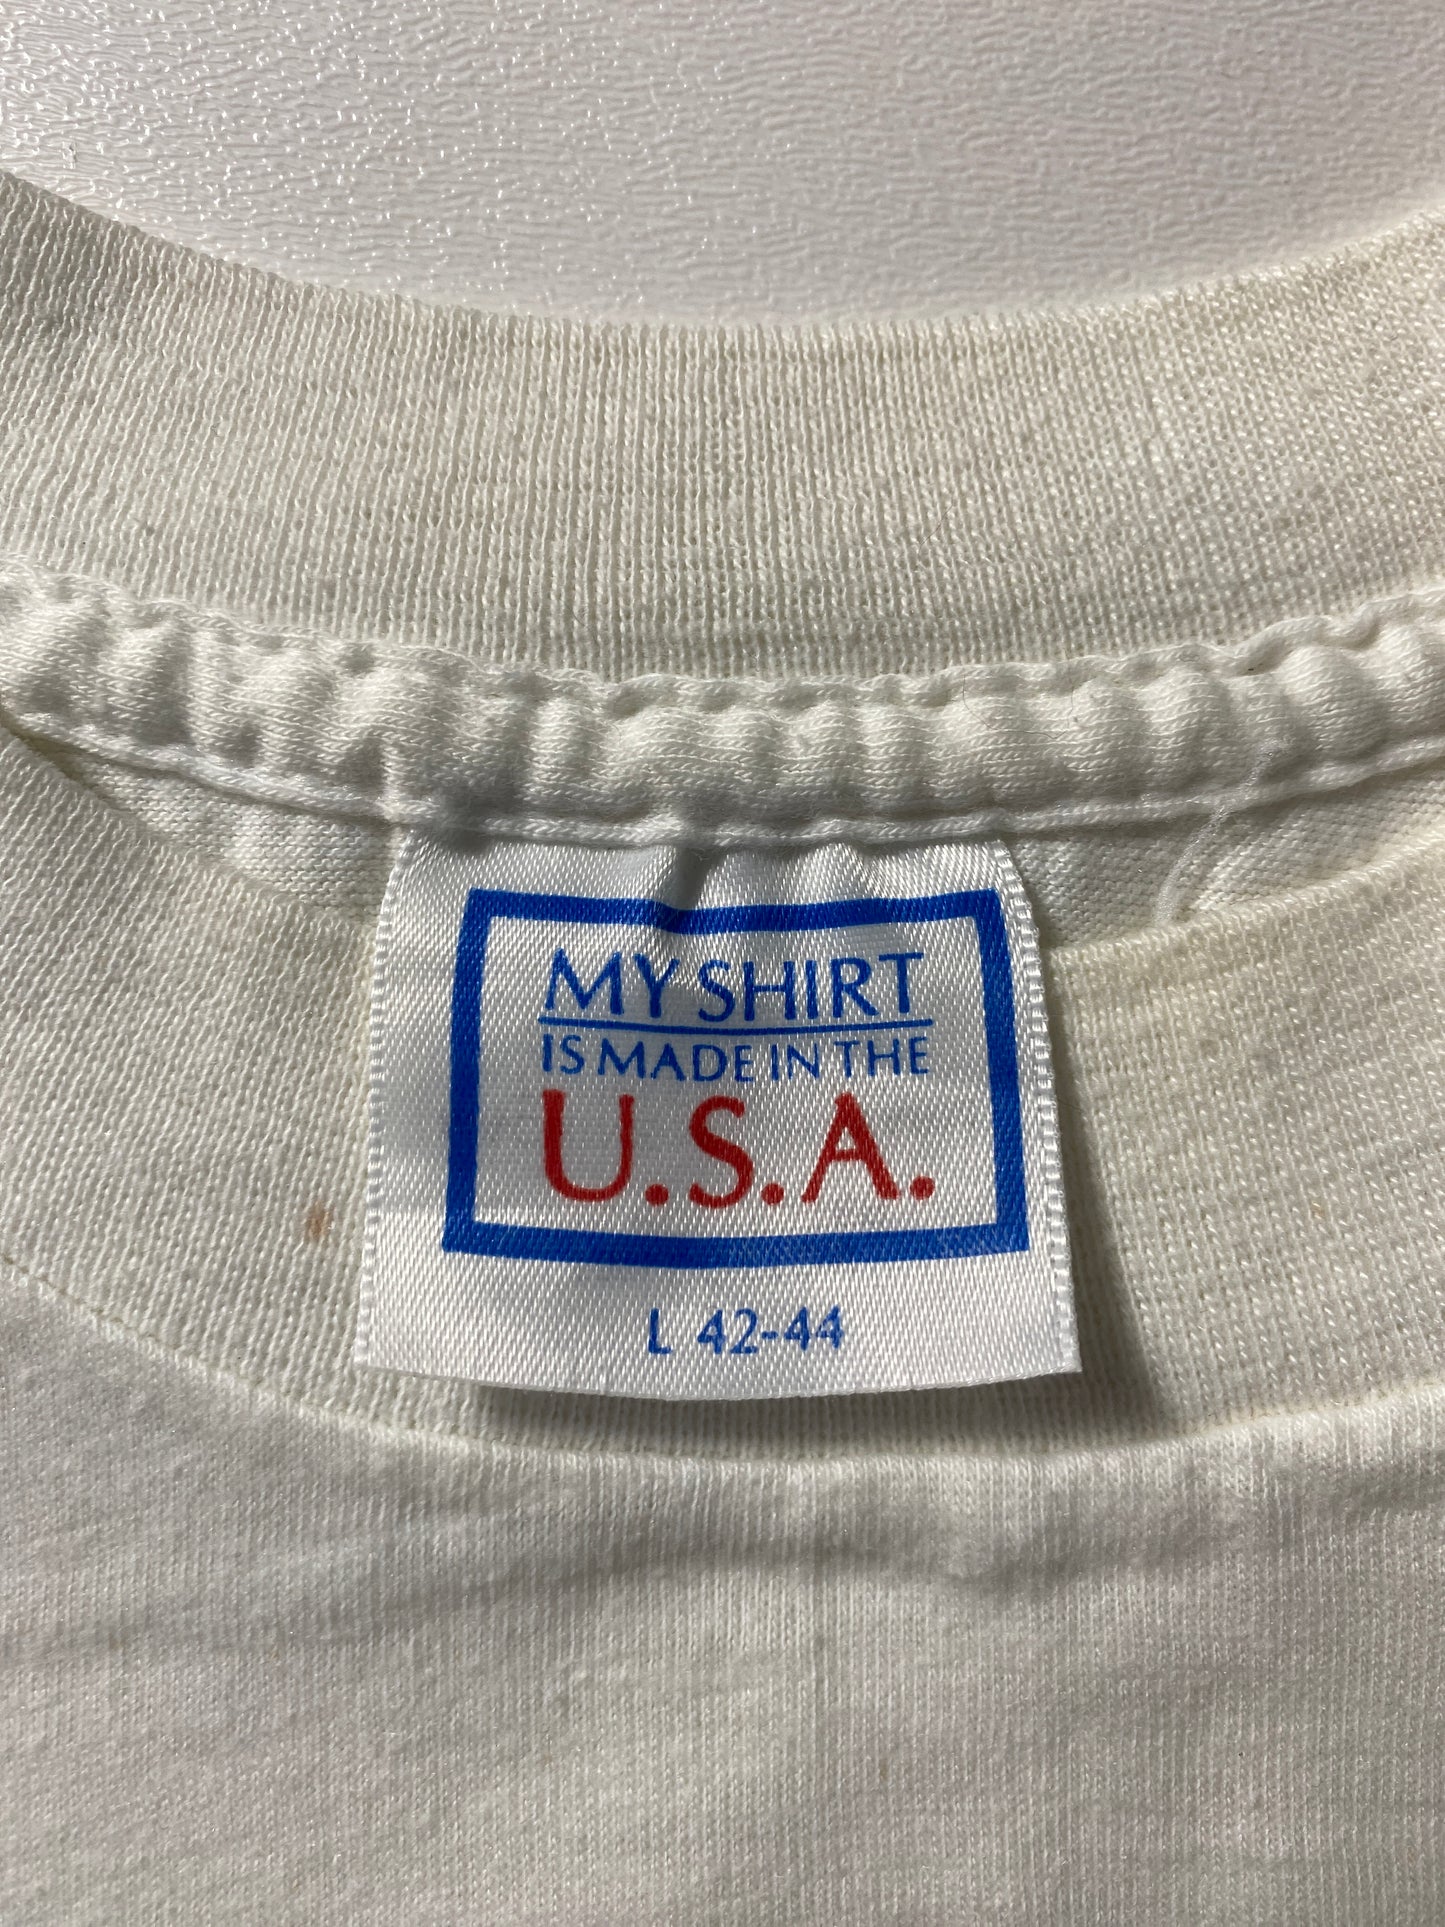 MY SHIRT
IS MADE IN THE
U.S.A.
L 42-44